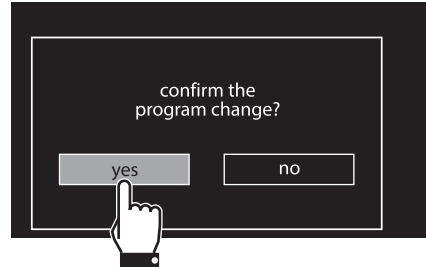 confirm the
program change?
yes
no